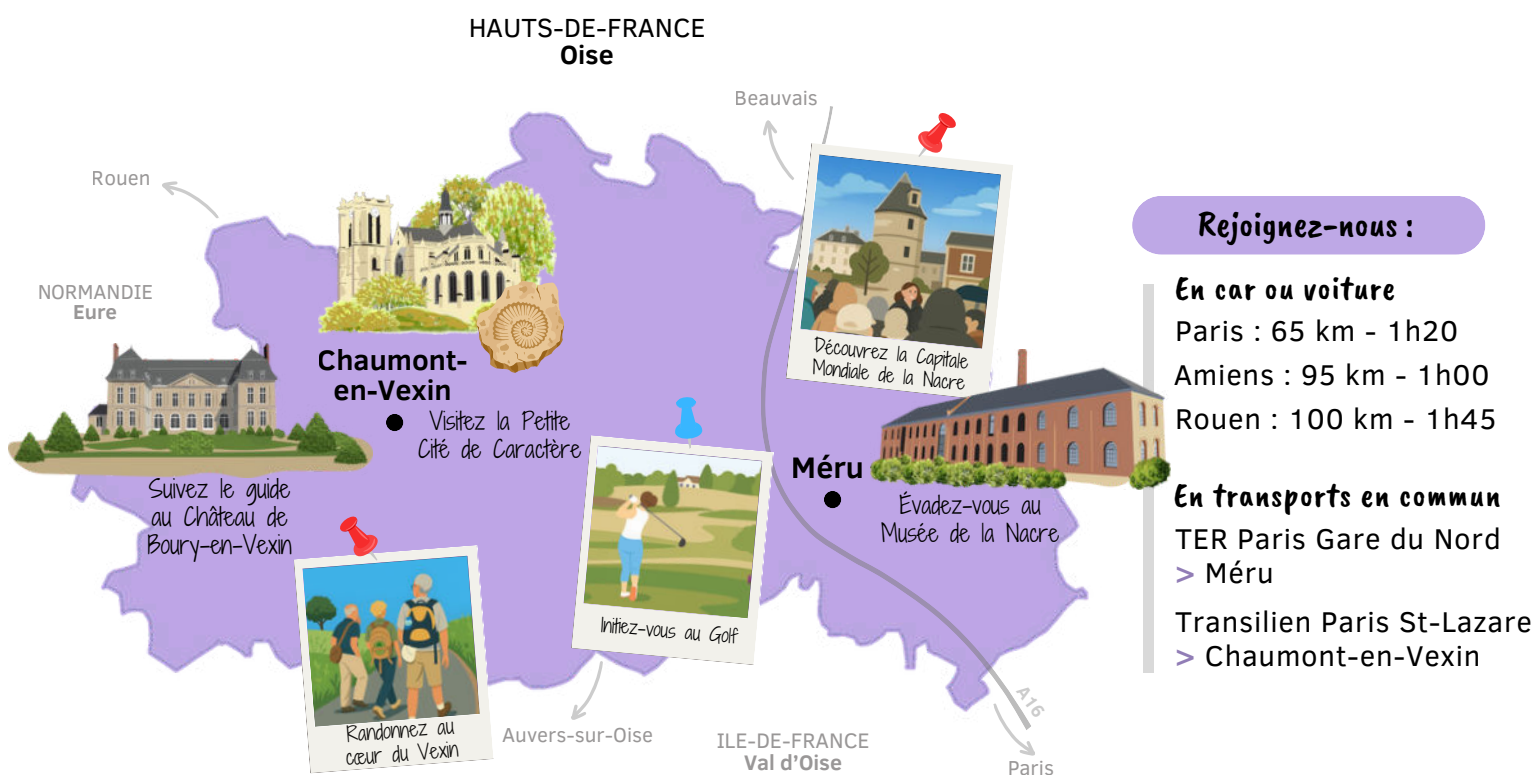 HAUTS-DE-FRANCE
Oise
Beauvais
Rouen
NORMANDIE
Eure
Chaumont-
en-Vexin
Visitez la Petite
Cité de Caractère
Suivez le guide
au Château de
Boury-en-Vexin
Découvrez la Capitale
Mondiale de la Nacre
Méru
Évadez-vous au
Musée de la Nacre
Initiez-vous au Golf
Randonnez au
cœur du Vexin
Auvers-sur-Oise
ILE-DE-FRANCE
Val d'Oise
A16
Paris
Rejoignez-nous :
En car ou voiture
Paris : 65 km - 1h20
Amiens : 95 km - 1h00
Rouen : 100 km - 1h45
En transports en commun
TER Paris Gare du Nord
> Méru
Transilien Paris St-Lazare
> Chaumont-en-Vexin